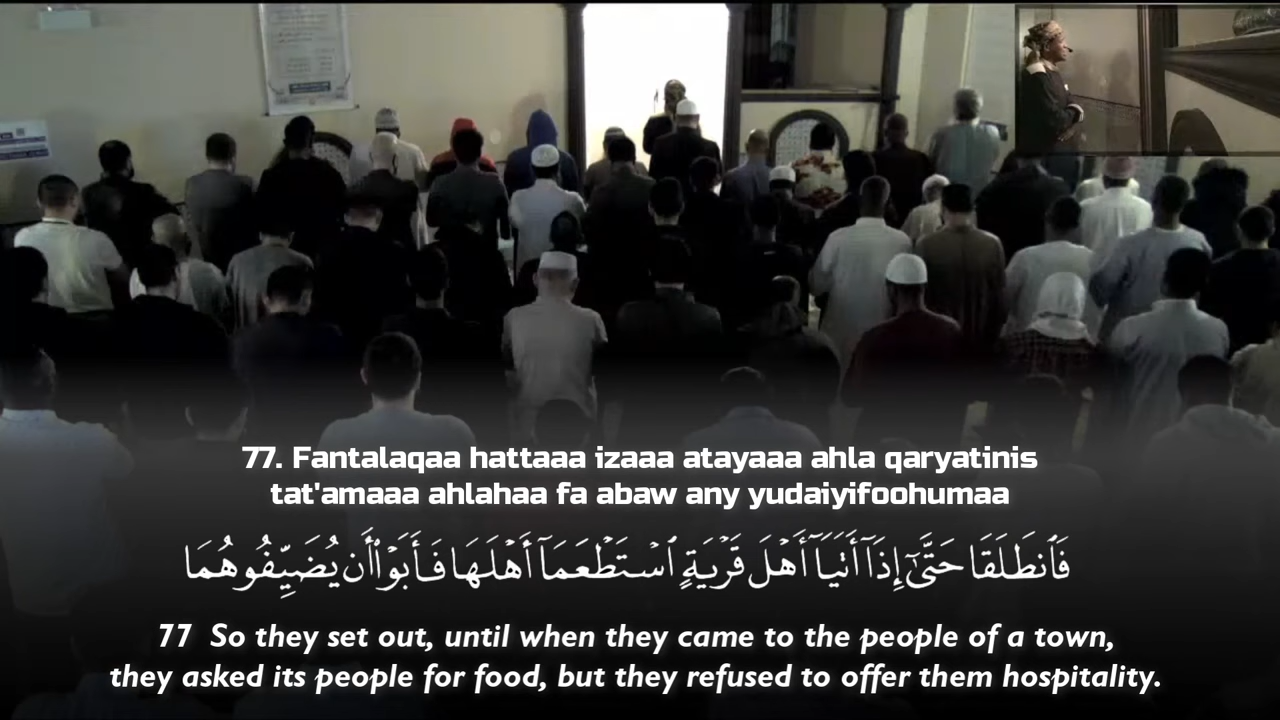 77. Fantalaqaa hattaaa izaaa atayaaa ahla qaryatinis
tat'amaaa ahlahaa fa abaw any yudaiyifoohumaa
فَٱنطَلَقَا حَتَّىٰٓ إِذَآ أَتَيَآ أَهْلَ قَرْيَةٍ ٱسْتَطْعَمَآ أَهْلَهَا فَأَبَوْا۟ أَن يُضَيِّفُوهُمَا
77 So they set out, until when they came to the people of a town,
they asked its people for food, but they refused to offer them hospitality.